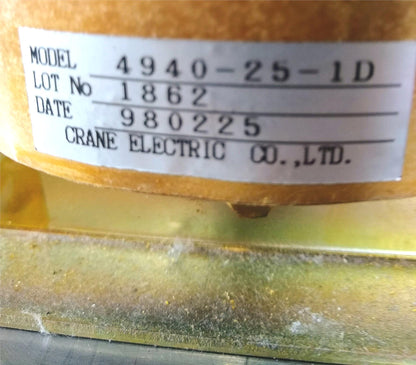 MODEL 4940-25-1D
LOT No 1862
DATE 980225
CRANE ELECTRIC CO.,LTD.